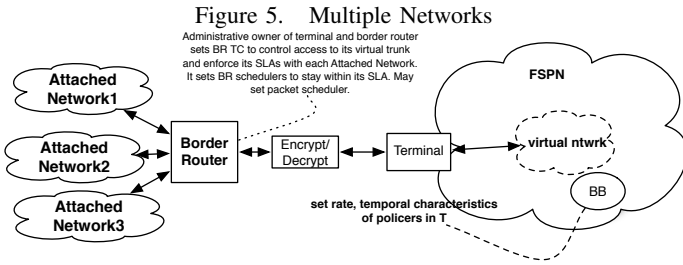 Figure 5. Multiple Networks
Administrative owner of terminal and border router
sets BR TC to control access to its virtual trunk
and enforce its SLAs with each Attached Network.
It sets BR schedulers to stay within its SLA. May
set packet scheduler.
FSPN
Attached
Network1
Attached
Network2
Attached
Network3
Border
Router
Encrypt/
Decrypt
Terminal
virtual ntwrk
BB
set rate, temporal characteristics
of policers in T